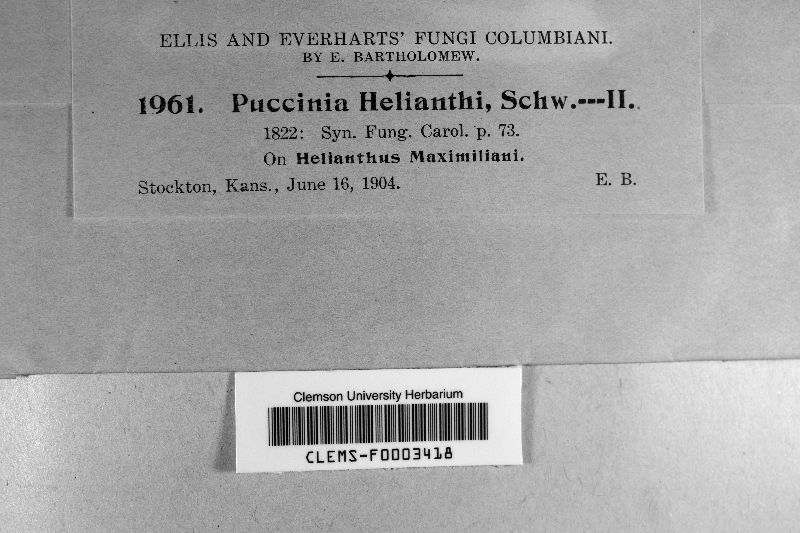 ELLIS AND EVERHARTS' FUNGI COLUMBIANI.
BY E. BARTHOLOMEW.
1961. Puccinia Helianthi, Schw.---II.
1822: Syn. Fung. Carol. p. 73.
On Helianthus Maximiliani.
Stockton, Kans., June 16, 1904. E. B.
Clemson University Herbarium
CLEMS-F0003418